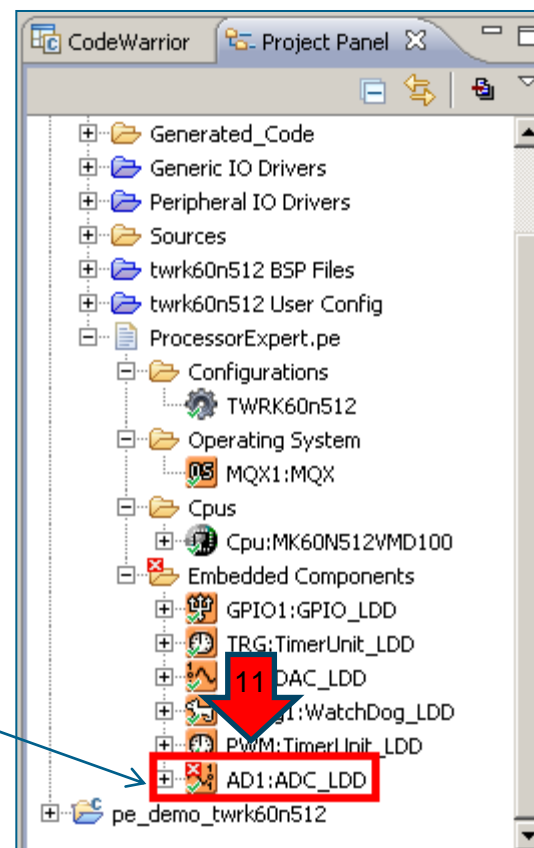 CodeWarrior
Project Panel
Generated_Code
Generic IO Drivers
Peripheral IO Drivers
Sources
twrk60n512 BSP Files
twrk60n512 User Config
ProcessorExpert.pe
Configurations
TWRK60n512
Operating System
MQX1:MQX
Cpus
Cpu:MK60N512VMD100
Embedded Components
GPIO1:GPIO_LDD
TRG:TimerUnit_LDD
DAC_LDD
11
1:WatchDog_LDD
PWM:TimerUnit_LDD
AD1:ADC_LDD
pe_demo_twrk60n512